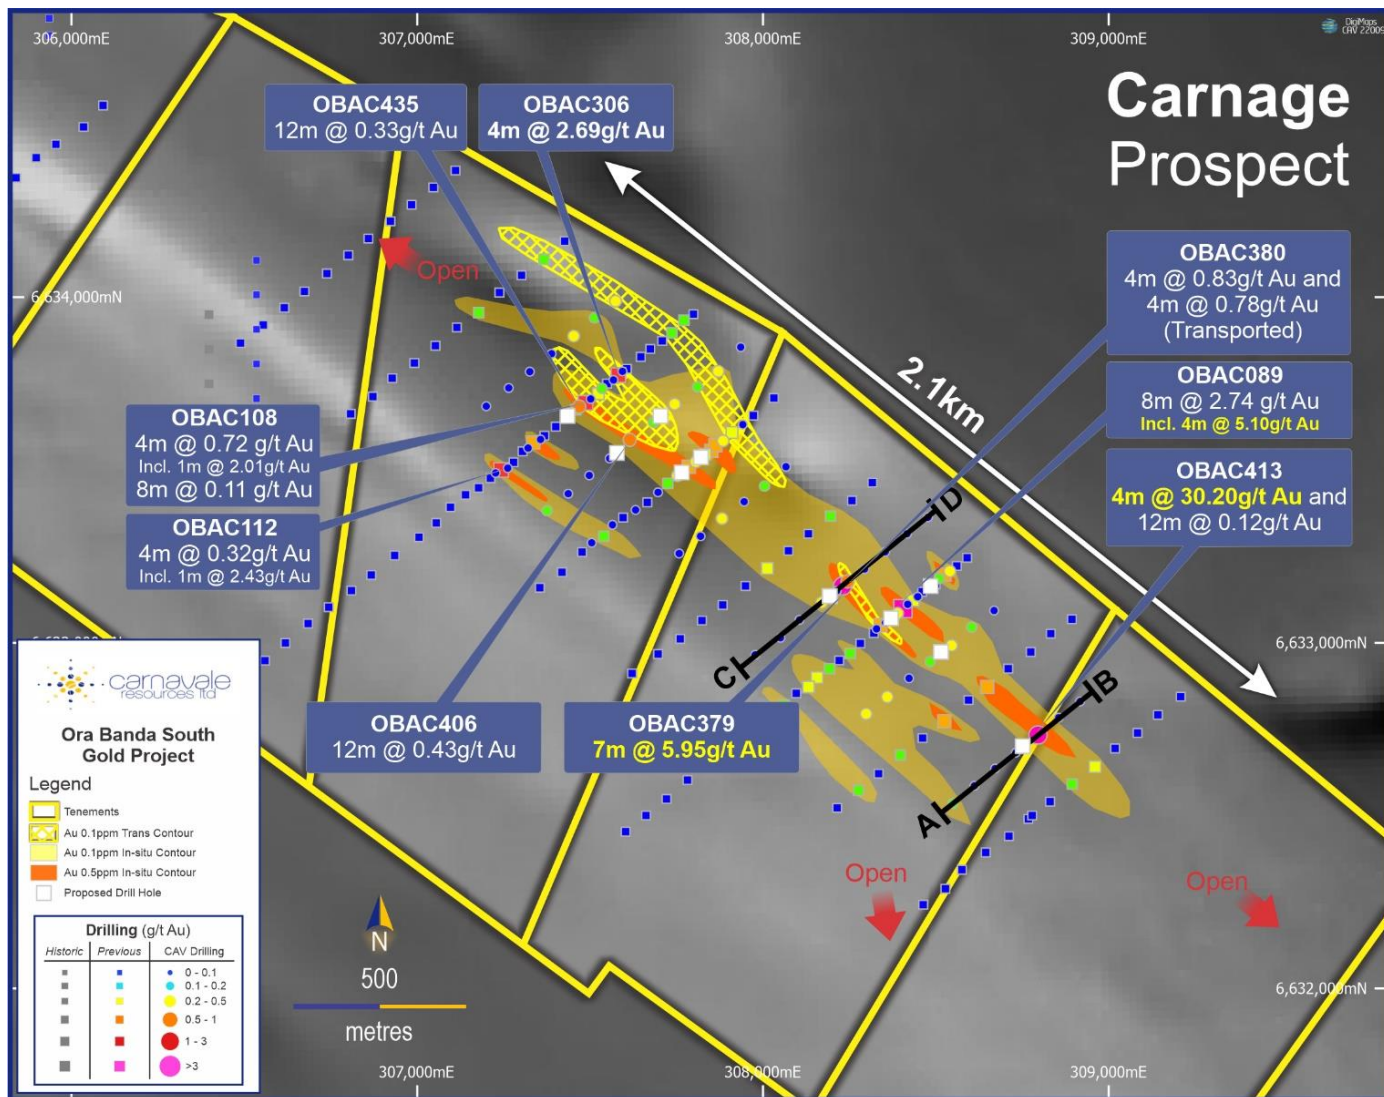 306,000mE
307,000mE
308,000mE
309,000mE
DigiMaps
CAV 22009
Carnage
Prospect
OBAC435
12m @ 0.33g/t Au
OBAC306
4m @ 2.69g/t Au
Open
6,634,000mN
2.1km
OBAC380
4m @ 0.83g/t Au and
4m @ 0.78g/t Au
(Transported)
OBAC089
8m @ 2.74 g/t Au
Incl. 4m @ 5.10g/t Au
OBAC413
4m @ 30.20g/t Au and
12m @ 0.12g/t Au
OBAC108
4m @ 0.72 g/t Au
Incl. 1m @ 2.01g/t Au
8m @ 0.11 g/t Au
OBAC112
4m @ 0.32g/t Au
Incl. 1m @ 2.43g/t Au
D
C
B
A
6,633,000mN
OBAC406
12m @ 0.43g/t Au
OBAC379
7m @ 5.95g/t Au
Open
Open
carnavale
resources ltd
Ora Banda South
Gold Project
Legend
Tenements
Au 0.1ppm Trans Contour
Au 0.1ppm In-situ Contour
Au 0.5ppm In-situ Contour
Proposed Drill Hole
Drilling (g/t Au)
Historic Previous CAV Drilling
0 - 0.1
0.1 - 0.2
0.2 - 0.5
0.5 - 1
1 - 3
>3
N
500
metres
6,632,000mN
307,000mE
308,000mE
309,000mE